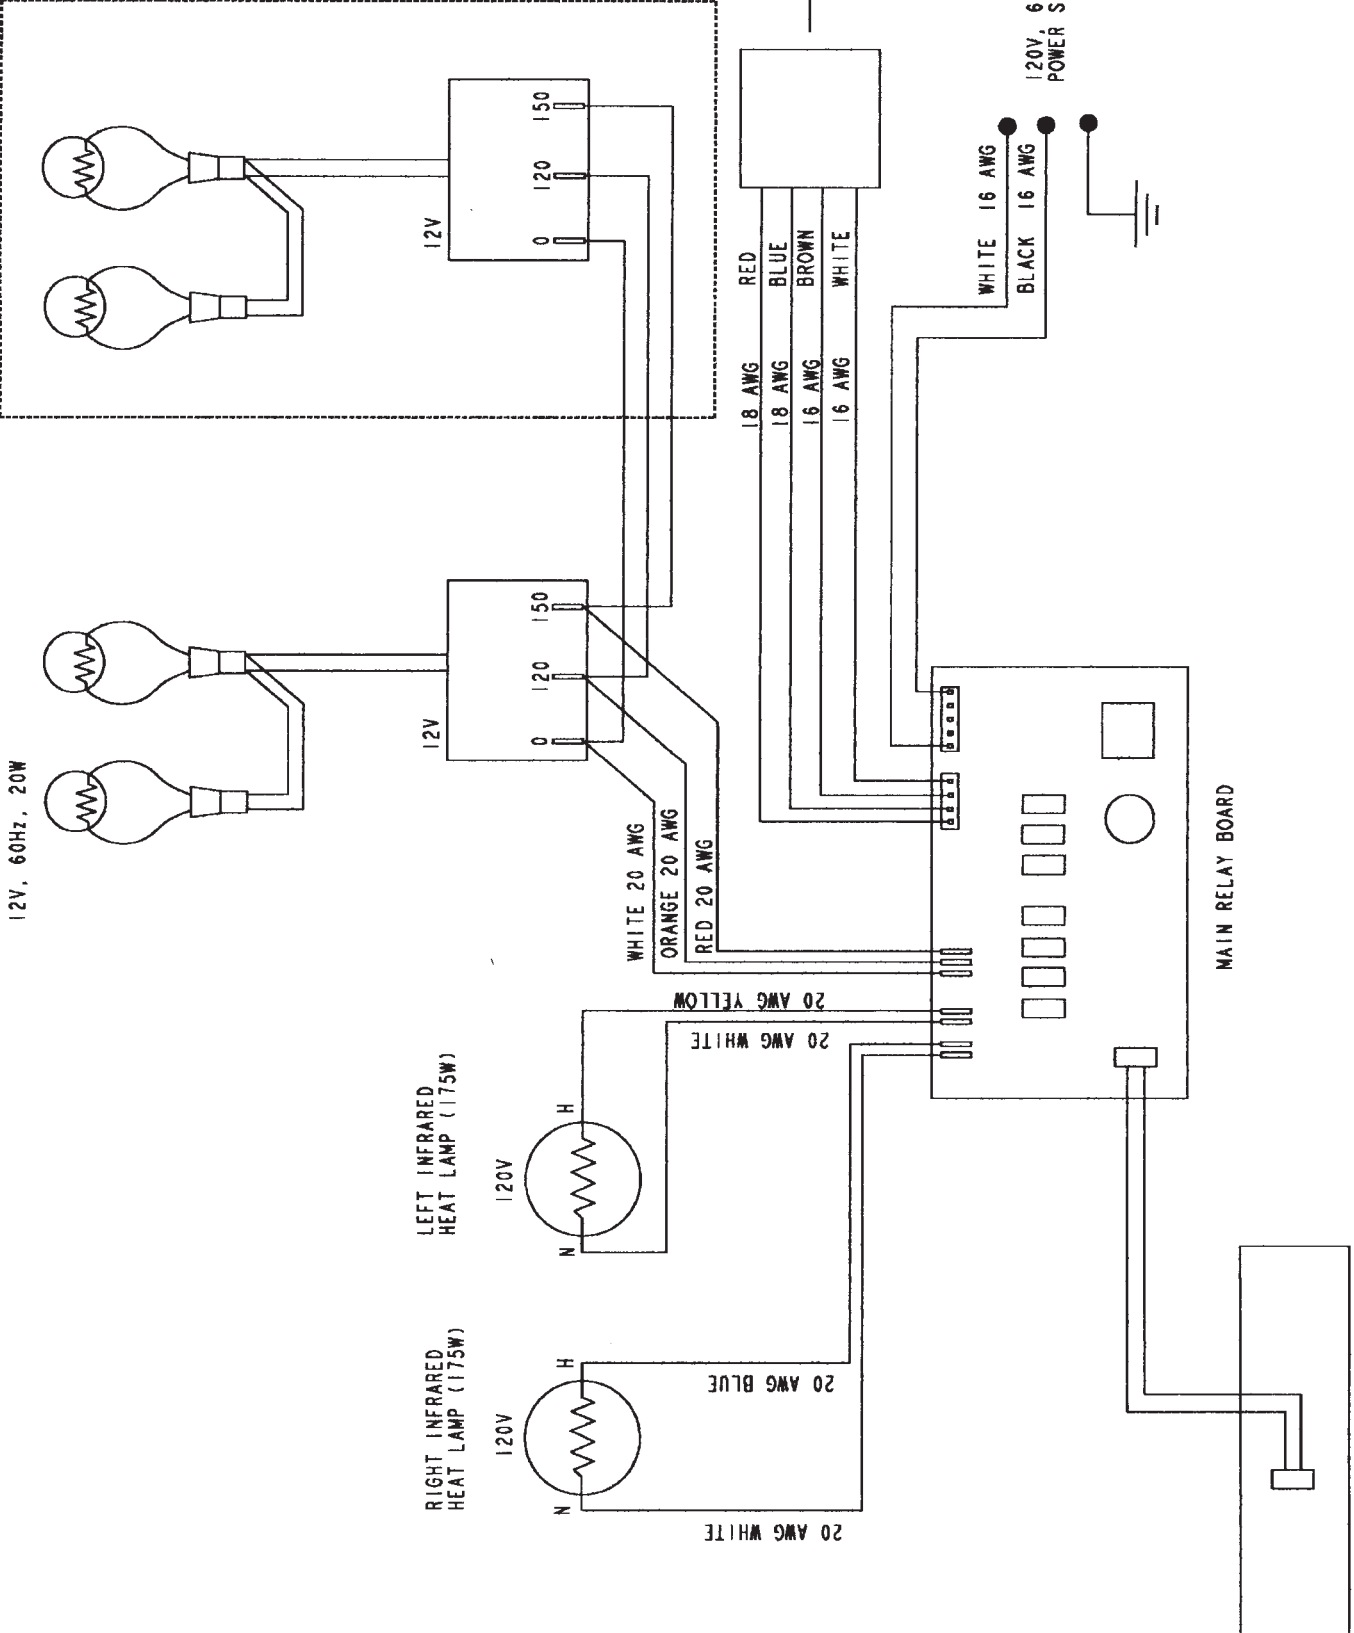 12V, 60Hz, 20W
12V
0
120
150
12V
0
120
150
WHITE 20 AWG
ORANGE 20 AWG
RED 20 AWG
18 AWG RED
18 AWG BLUE
16 AWG BROWN
16 AWG WHITE
WHITE 16 AWG
BLACK 16 AWG
120V, 6
POWER S
LEFT INFRARED
HEAT LAMP (175W)
120V
H
N
20 AWG YELLOW
20 AWG WHITE
RIGHT INFRARED
HEAT LAMP (175W)
120V
H
N
20 AWG BLUE
20 AWG WHITE
MAIN RELAY BOARD